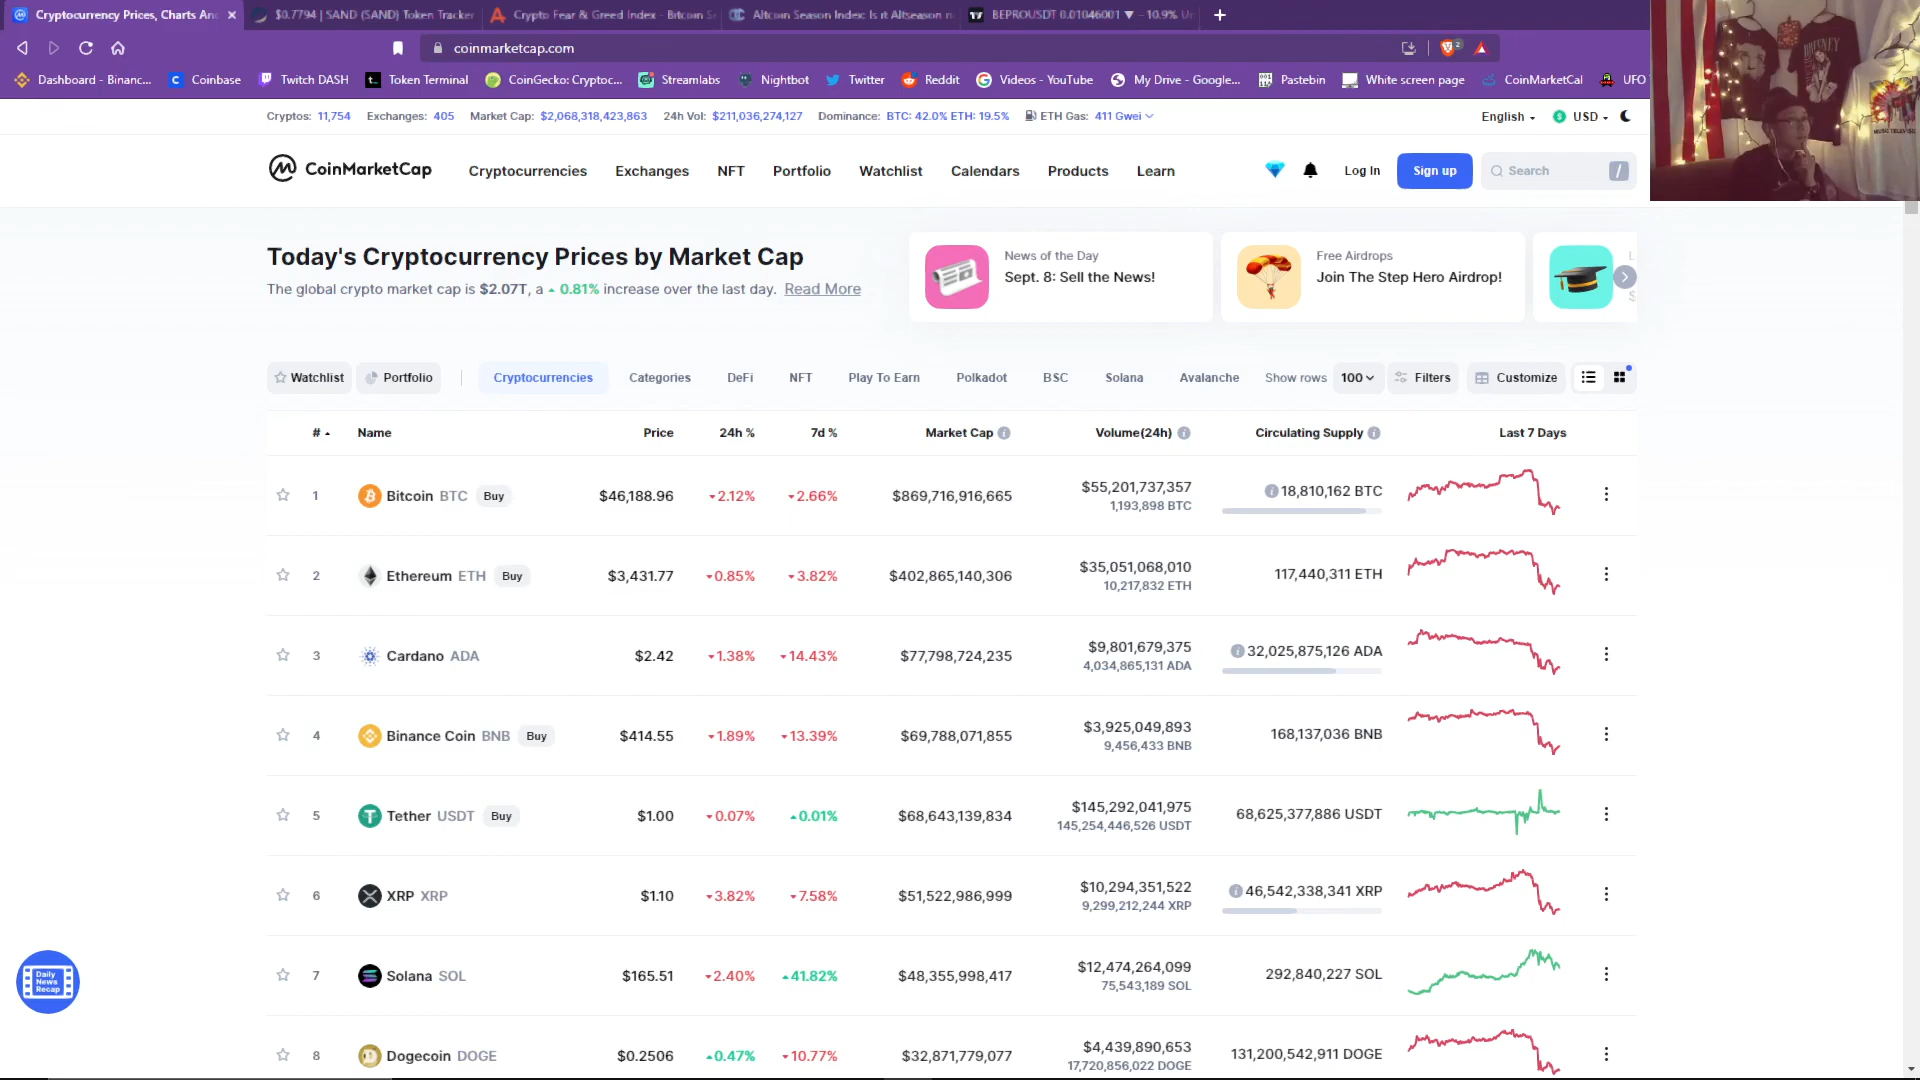 Cryptocurrency Prices, Charts An
$0.7794 | SAND (SAND) Token Tracker
Crypto Fear & Greed Index - Bitcoin S
Altcoin Season Index: Is it Altseason n
BEPROUSDT 0.01046001 ▼ −10.9% Un
coinmarketcap.com
2
Dashboard - Binanc...
Coinbase
Twitch DASH
Token Terminal
CoinGecko: Cryptoc...
Streamlabs
Nightbot
Twitter
Reddit
Videos - YouTube
My Drive - Google...
Pastebin
White screen page
CoinMarketCal
UFO
Cryptos: 11,754 Exchanges: 405 Market Cap: $2,068,318,423,863 24h Vol: $211,036,274,127 Dominance: BTC: 42.0% ETH: 19.5% ETH Gas: 411 Gwei
English USD
CoinMarketCap
Cryptocurrencies Exchanges NFT Portfolio Watchlist Calendars Products Learn
Log In Sign up Search /
Today's Cryptocurrency Prices by Market Cap
The global crypto market cap is $2.07T, a 0.81% increase over the last day. Read More
News of the Day
Sept. 8: Sell the News!
Free Airdrops
Join The Step Hero Airdrop!
Watchlist Portfolio Cryptocurrencies Categories DeFi NFT Play To Earn Polkadot BSC Solana Avalanche Show rows 100 Filters Customize
# Name Price 24h % 7d % Market Cap Volume(24h) Circulating Supply Last 7 Days
1 Bitcoin BTC Buy $46,188.96 2.12% 2.66% $869,716,916,665 $55,201,737,357 18,810,162 BTC
1,193,898 BTC
2 Ethereum ETH Buy $3,431.77 0.85% 3.82% $402,865,140,306 $35,051,068,010 117,440,311 ETH
10,217,832 ETH
3 Cardano ADA $2.42 1.38% 14.43% $77,798,724,235 $9,801,679,375 32,025,875,126 ADA
4,034,865,131 ADA
4 Binance Coin BNB Buy $414.55 1.89% 13.39% $69,788,071,855 $3,925,049,893 168,137,036 BNB
9,456,433 BNB
5 Tether USDT Buy $1.00 0.07% 0.01% $68,643,139,834 $145,292,041,975 68,625,377,886 USDT
145,254,446,526 USDT
6 XRP XRP $1.10 3.82% 7.58% $51,522,986,999 $10,294,351,522 46,542,338,341 XRP
9,299,212,244 XRP
7 Solana SOL $165.51 2.40% 41.82% $48,355,998,417 $12,474,264,099 292,840,227 SOL
75,543,189 SOL
8 Dogecoin DOGE $0.2506 0.47% 10.77% $32,871,779,077 $4,439,890,653 131,200,542,911 DOGE
17,720,856,022 DOGE
Daily
News
Recap